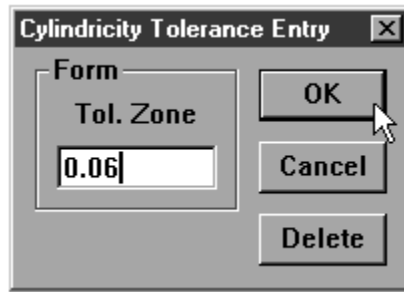 Cylindricity Tolerance Entry
Form
Tol. Zone
0.06
OK
Cancel
Delete